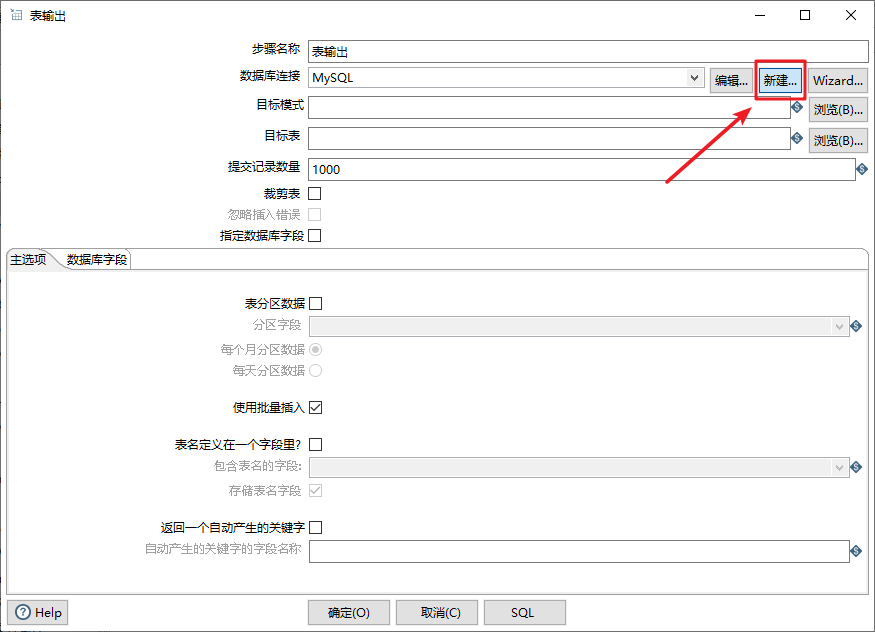 表输出
步骤名称 表输出
数据库连接 MySQL 编辑... 新建... Wizard...
目标模式 浏览(B)...
目标表 浏览(B)...
提交记录数量 1000
裁剪表
忽略插入错误
指定数据库字段
主选项 数据库字段
表分区数据
分区字段
每个月分区数据
每天分区数据
使用批量插入
表名定义在一个字段里?
包含表名的字段:
存储表名字段
返回一个自动产生的关键字
自动产生的关键字的字段名称
Help 确定(O) 取消(C) SQL